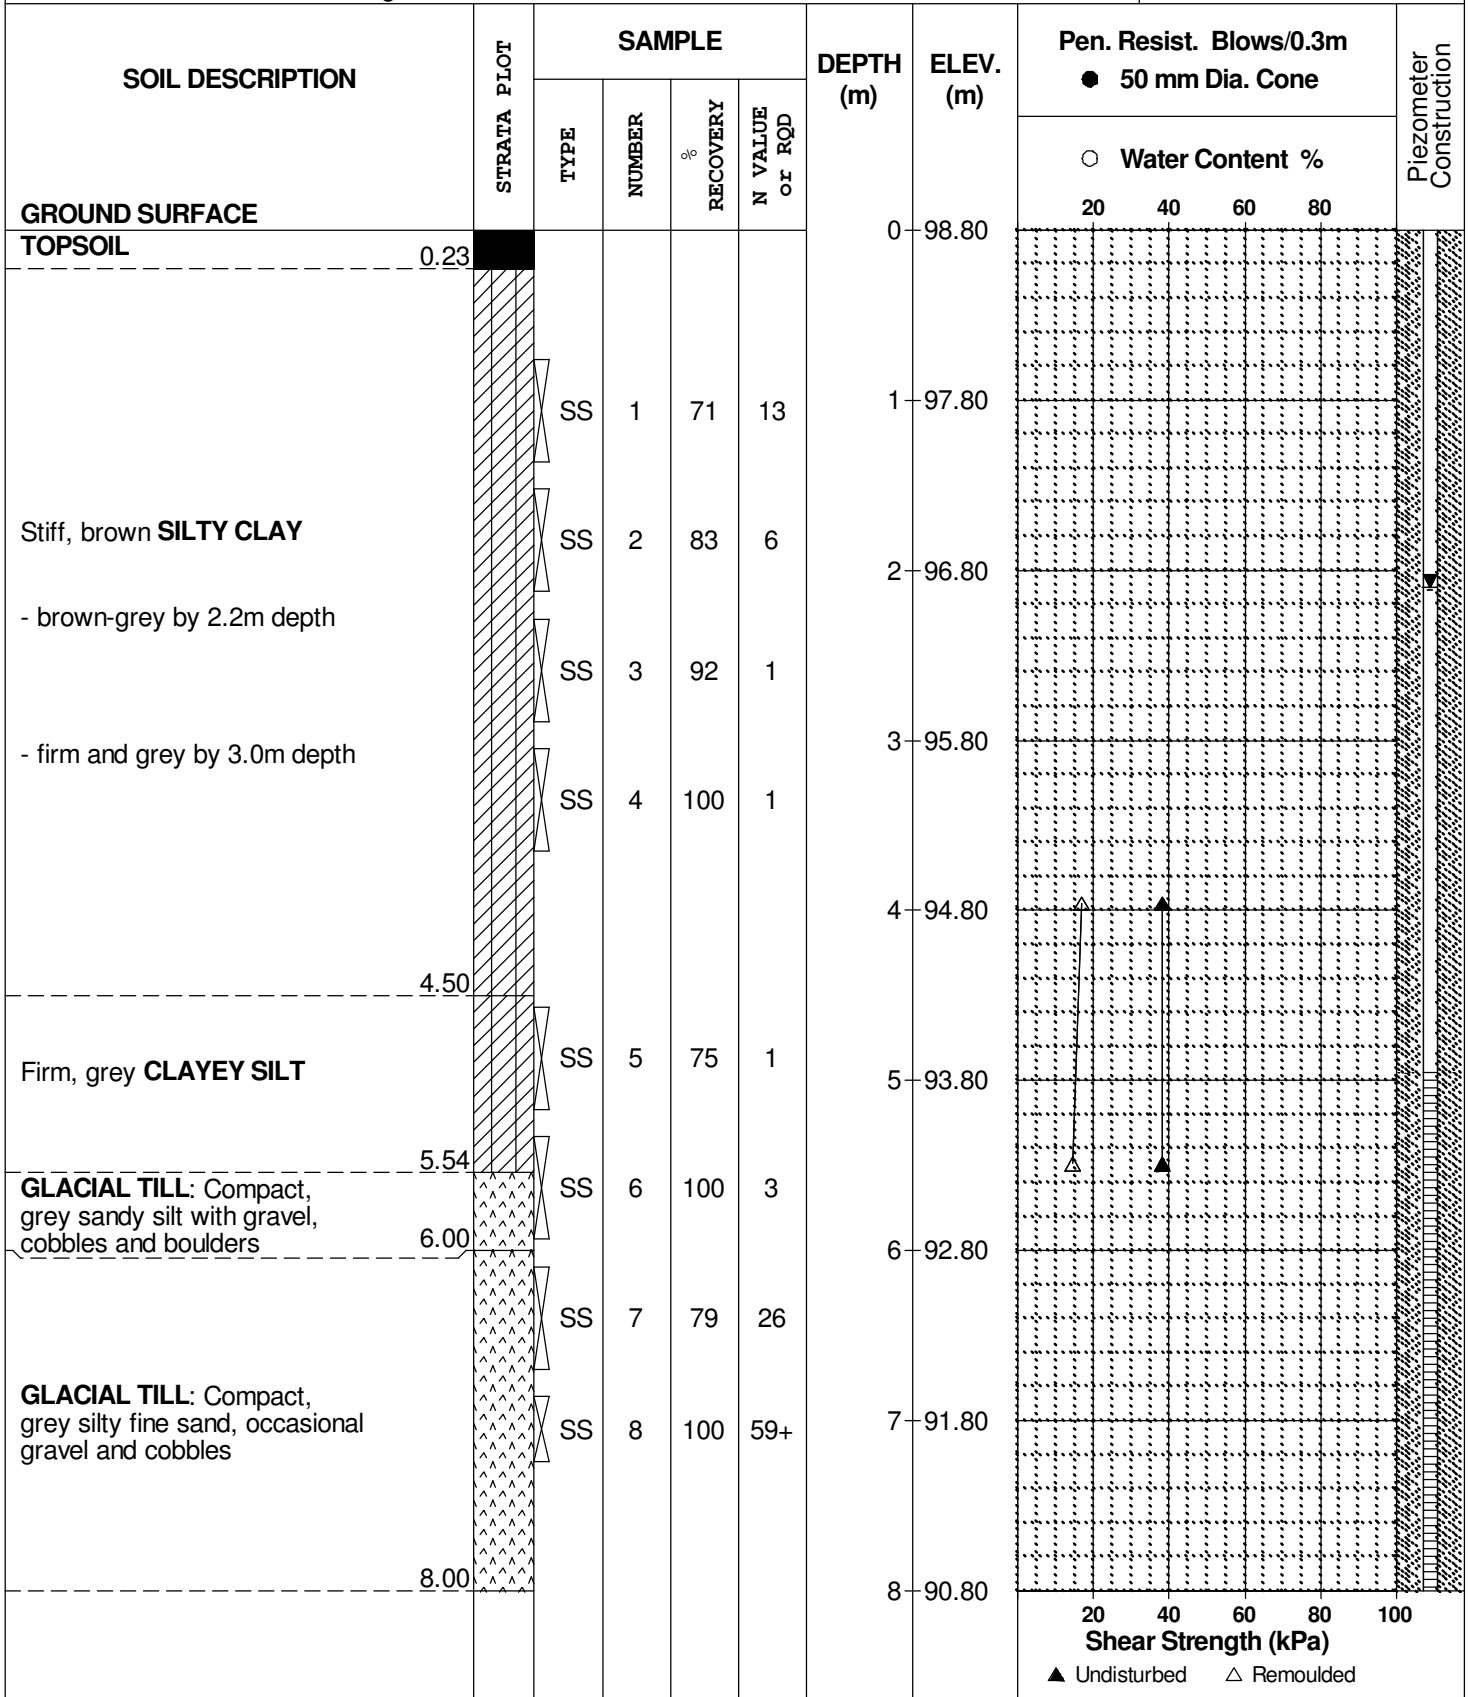 SOIL DESCRIPTION
GROUND SURFACE
STRATA PLOT
SAMPLE
TYPE
NUMBER
% RECOVERY
N VALUE or RQD
DEPTH (m)
ELEV. (m)
Pen. Resist. Blows/0.3m
● 50 mm Dia. Cone
○ Water Content %
20 40 60 80
Piezometer Construction
TOPSOIL
0.23
0 98.80
SS 1 71 13
1 97.80
Stiff, brown SILTY CLAY
SS 2 83 6
2 96.80
- brown-grey by 2.2m depth
SS 3 92 1
3 95.80
- firm and grey by 3.0m depth
SS 4 100 1
4 94.80
4.50
Firm, grey CLAYEY SILT
SS 5 75 1
5 93.80
5.54
GLACIAL TILL: Compact,
grey sandy silt with gravel,
cobbles and boulders
6.00
SS 6 100 3
6 92.80
SS 7 79 26
GLACIAL TILL: Compact,
grey silty fine sand, occasional
gravel and cobbles
SS 8 100 59+
7 91.80
8.00
8 90.80
20 40 60 80 100
Shear Strength (kPa)
▲ Undisturbed △ Remoulded